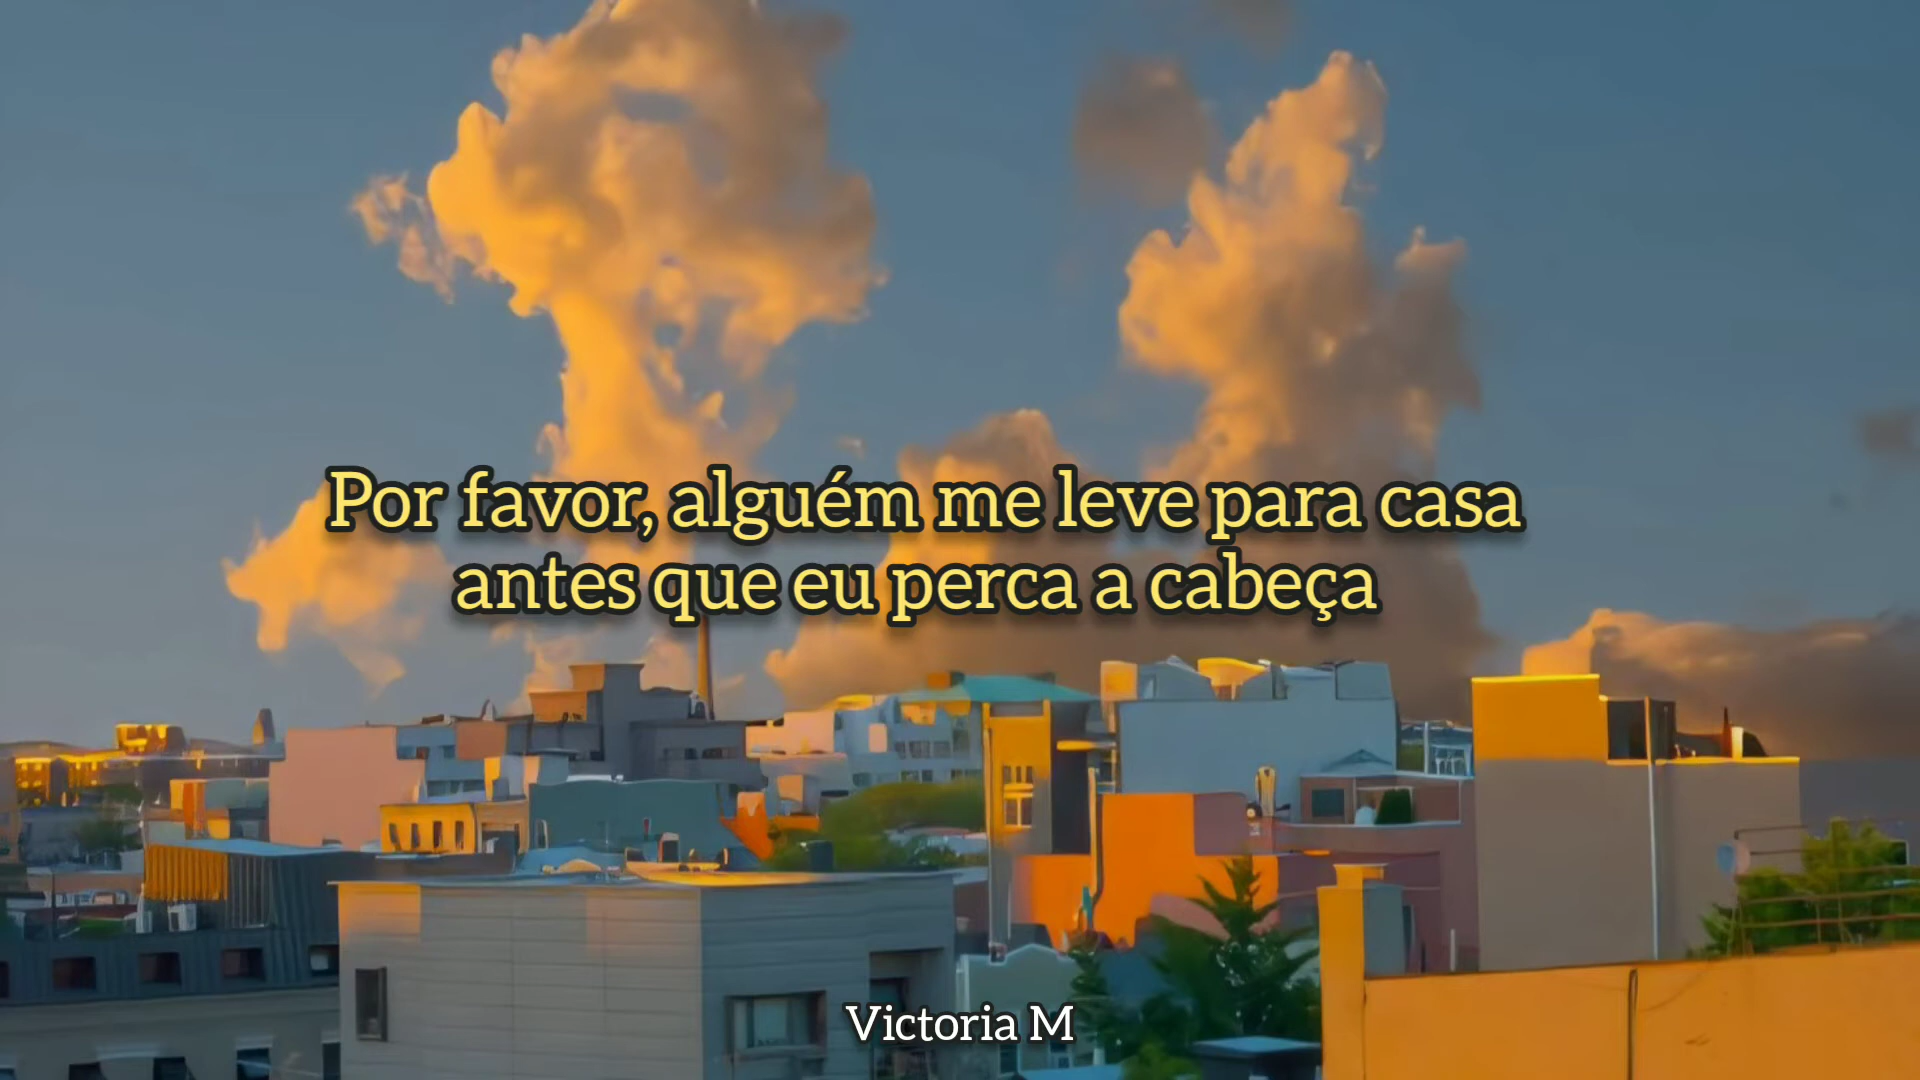 Por favor, alguém me leve para casa
antes que eu perca a cabeça
Victoria M